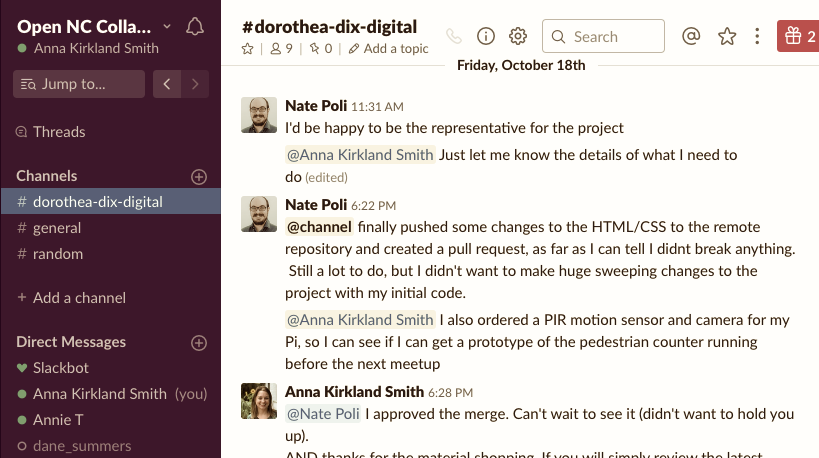 Open NC Colla...
Anna Kirkland Smith
Jump to...
Threads
Channels
# dorothea-dix-digital
# general
# random
+ Add a channel
Direct Messages
Slackbot
Anna Kirkland Smith (you)
Annie T
dane_summers
#dorothea-dix-digital
9
0
Add a topic
Search
@
2
Friday, October 18th
Nate Poli 11:31 AM
I'd be happy to be the representative for the project
@Anna Kirkland Smith Just let me know the details of what I need to
do (edited)
Nate Poli 6:22 PM
@channel finally pushed some changes to the HTML/CSS to the remote
repository and created a pull request, as far as I can tell I didnt break anything.
Still a lot to do, but I didn't want to make huge sweeping changes to the
project with my initial code.
@Anna Kirkland Smith I also ordered a PIR motion sensor and camera for my
Pi, so I can see if I can get a prototype of the pedestrian counter running
before the next meetup
Anna Kirkland Smith 6:28 PM
@Nate Poli I approved the merge. Can't wait to see it (didn't want to hold you
up).
AND thanks for the material shopping. If you will simply review the latest